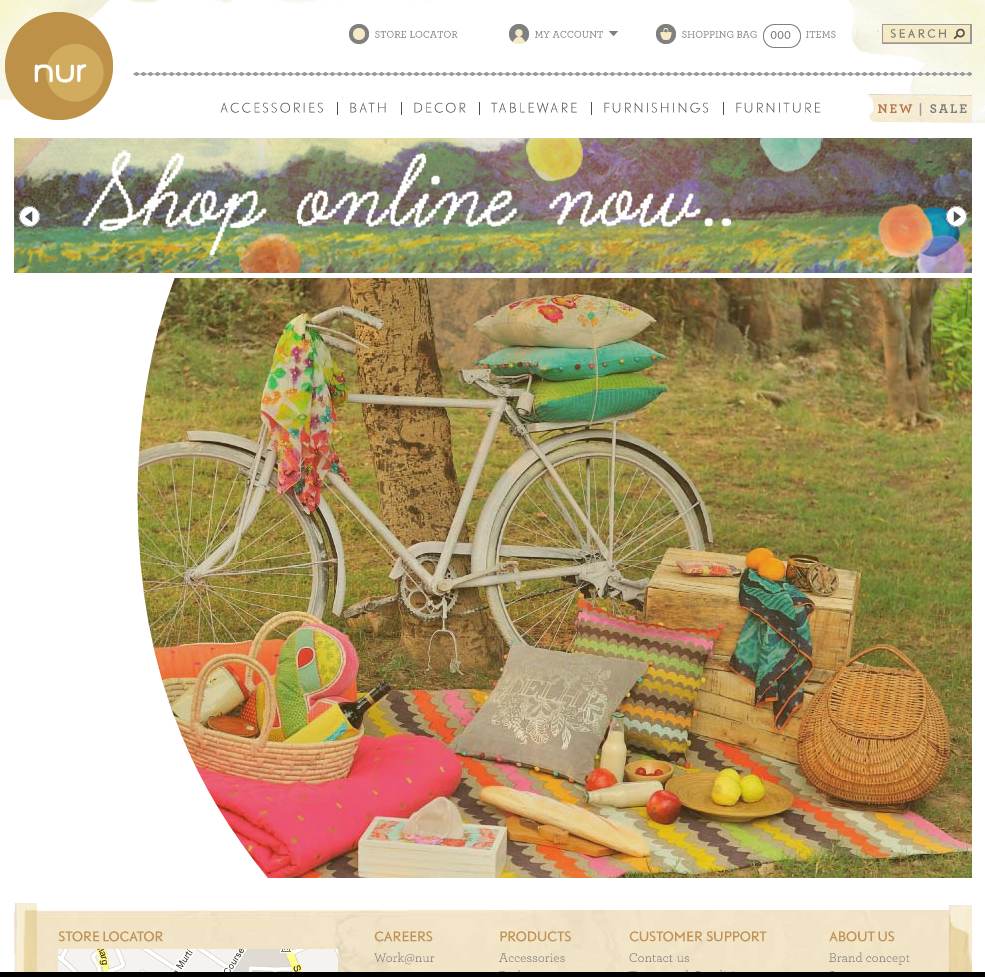 nur
STORE LOCATOR
MY ACCOUNT
SHOPPING BAG 000 ITEMS
SEARCH
ACCESSORIES | BATH | DECOR | TABLEWARE | FURNISHINGS | FURNITURE
NEW | SALE
Shop online now..
DELHI
STORE LOCATOR
CAREERS
PRODUCTS
CUSTOMER SUPPORT
ABOUT US
Work@nur
Accessories
Contact us
Brand concept